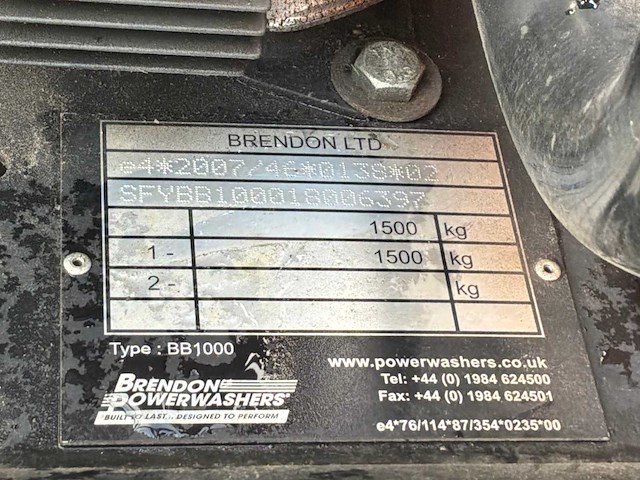 BRENDON LTD
e4*2007/46*0138*02
SFYBB100018006397
1500 kg
1 - 1500 kg
2 - kg
Type : BB1000
www.powerwashers.co.uk
BRENDON
POWERWASHERS
"BUILT TO LAST... DESIGNED TO PERFORM"
Tel: +44 (0) 1984 624500
Fax: +44 (0) 1984 624501
e4*76/114*87/354*0235*00